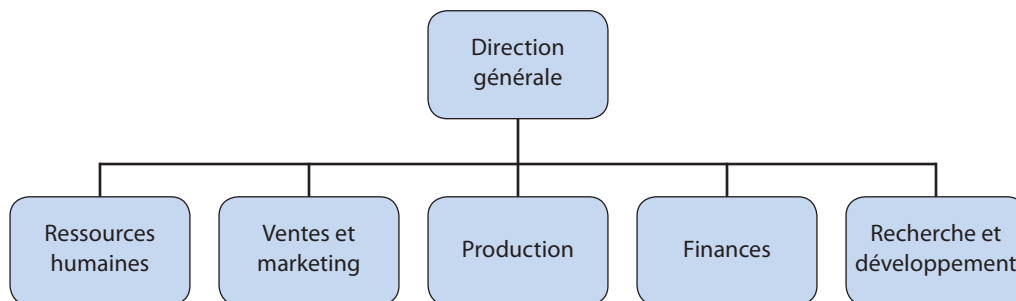 Direction
générale
Ressources
humaines
Ventes et
marketing
Production
Finances
Recherche et
développement